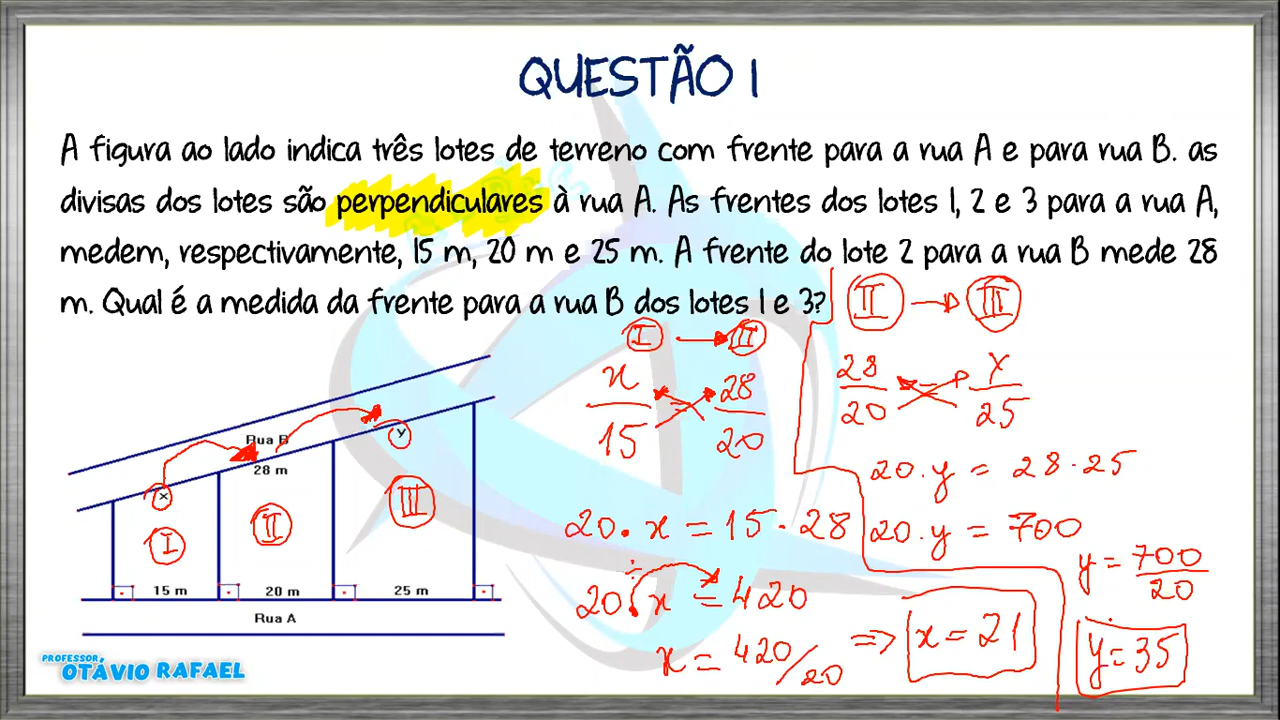 QUESTÃO 1
A figura ao lado indica três lotes de terreno com frente para a rua A e para rua B. as
divisas dos lotes são perpendiculares à rua A. As frentes dos lotes 1, 2 e 3 para a rua A,
medem, respectivamente, 15 m, 20 m e 25 m. A frente do lote 2 para a rua B mede 28
m. Qual é a medida da frente para a rua B dos lotes 1 e 3?
I → II
x/15 = 28/20
20 . x = 15 . 28
20 . x = 420
÷
x = 420/20 => x = 21
II → III
28/20 = y/25
20 . y = 28 . 25
20 . y = 700
y = 700/20
y = 35
Rua B
x
28 m
y
I
II
III
15 m
20 m
25 m
Rua A
PROFESSOR
OTÁVIO RAFAEL